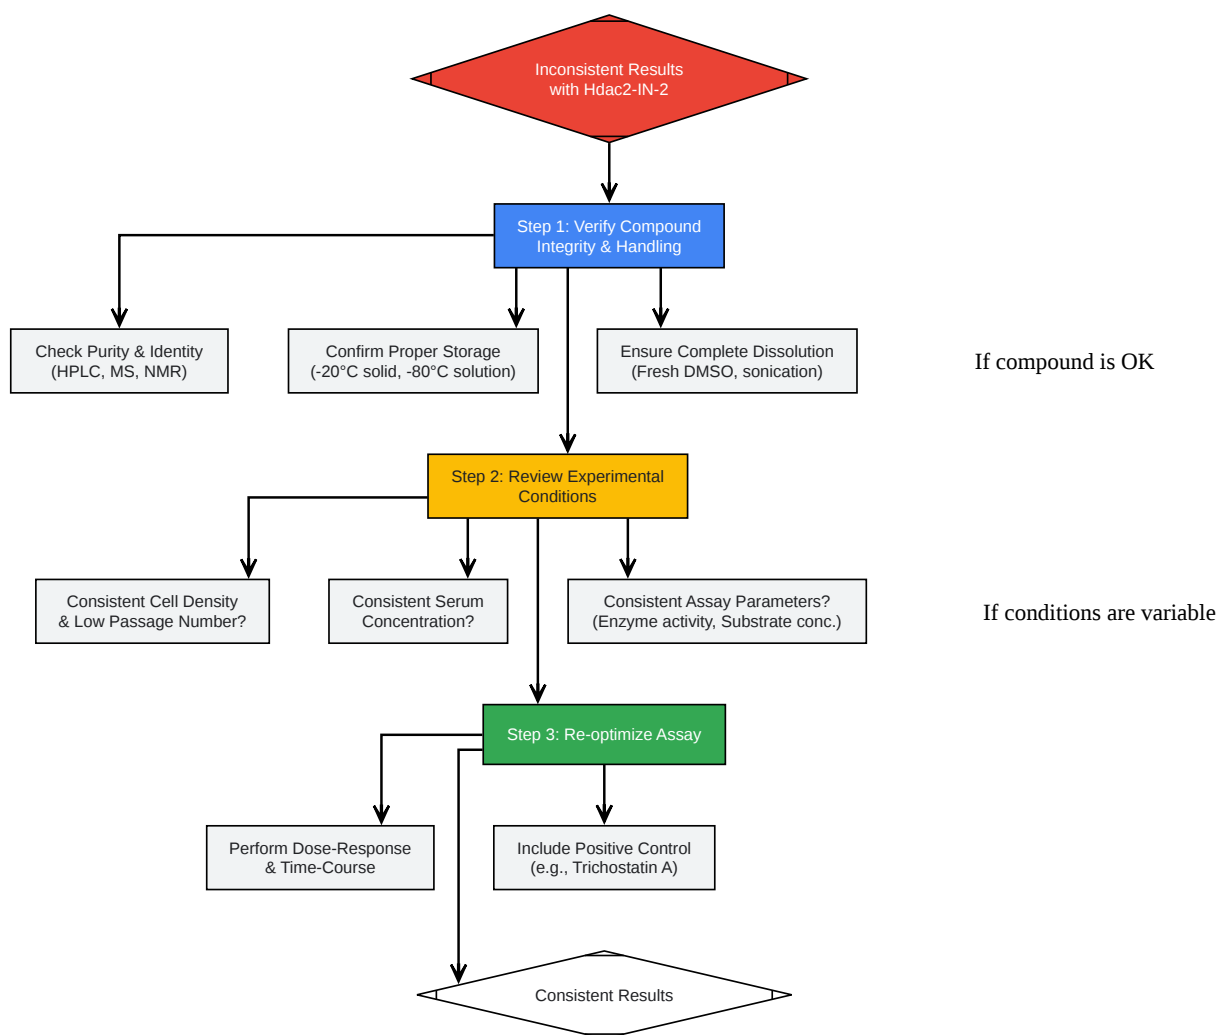 Inconsistent Results
with Hdac2-IN-2
Step 1: Verify Compound
Integrity & Handling
Check Purity & Identity
(HPLC, MS, NMR)
Confirm Proper Storage
(-20°C solid, -80°C solution)
Ensure Complete Dissolution
(Fresh DMSO, sonication)
If compound is OK
Step 2: Review Experimental
Conditions
Consistent Cell Density
& Low Passage Number?
Consistent Serum
Concentration?
Consistent Assay Parameters?
(Enzyme activity, Substrate conc.)
If conditions are variable
Step 3: Re-optimize Assay
Perform Dose-Response
& Time-Course
Include Positive Control
(e.g., Trichostatin A)
Consistent Results